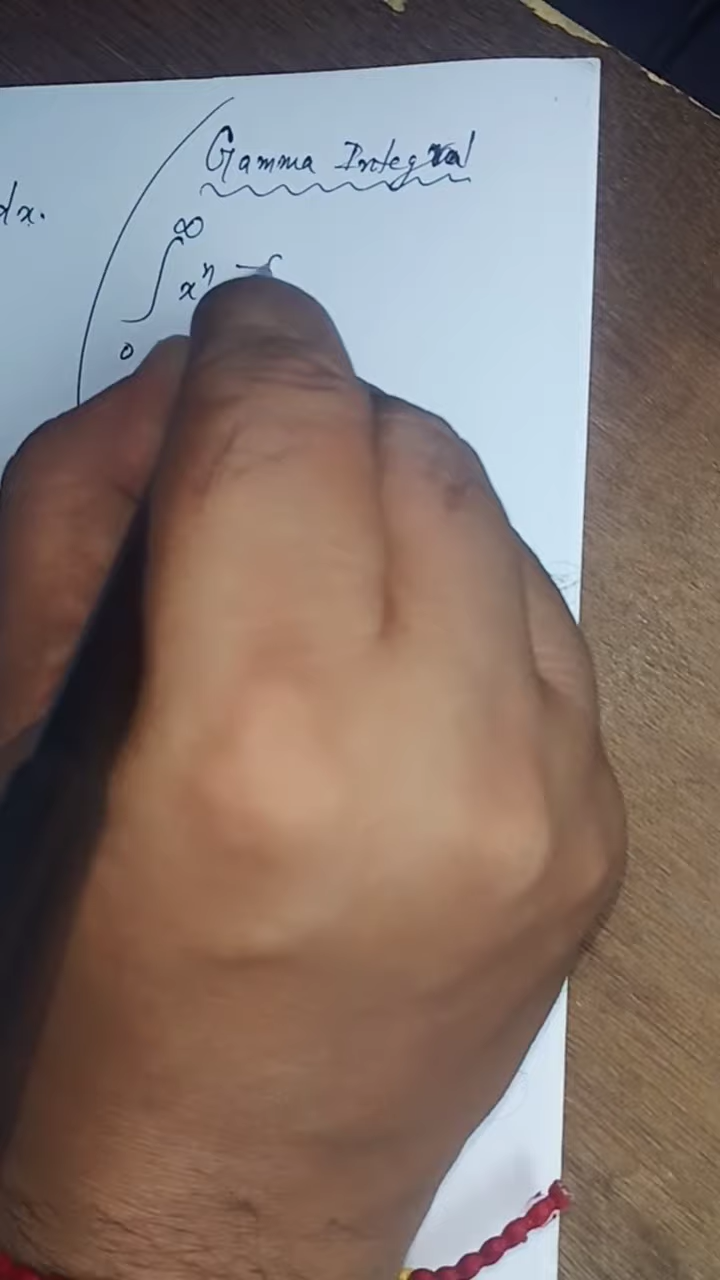 Gamma Integral
dx.
∞
∫ xⁿ
0